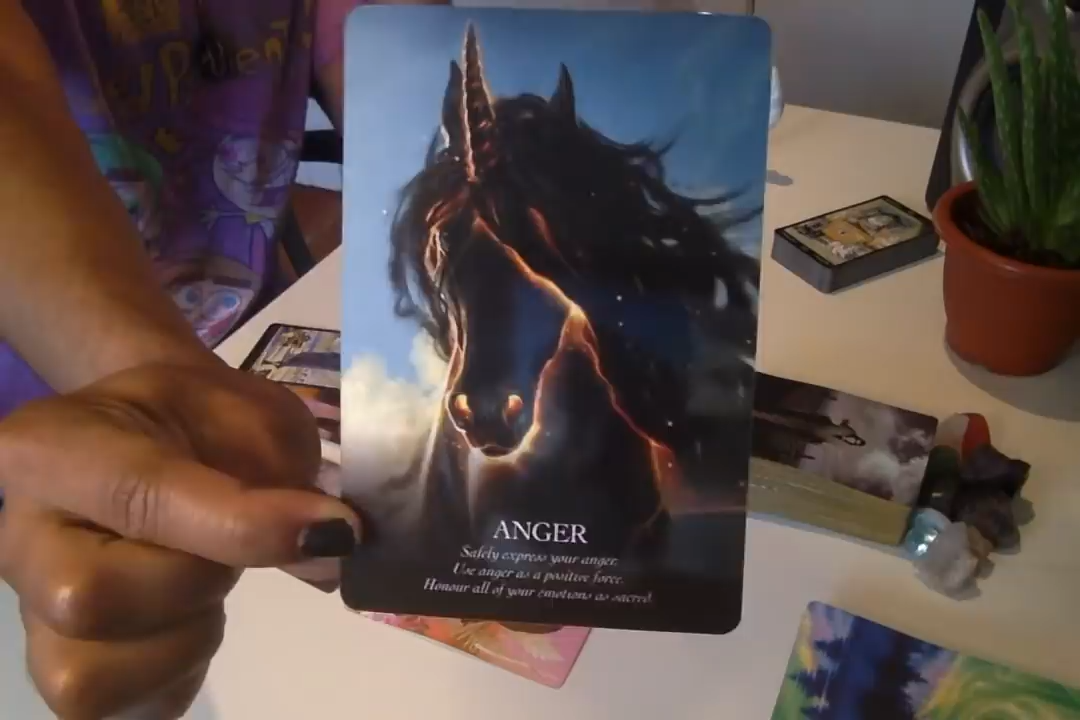 ANGER
Safely express your anger.
Use anger as a positive force.
Honour all of your emotions as sacred.